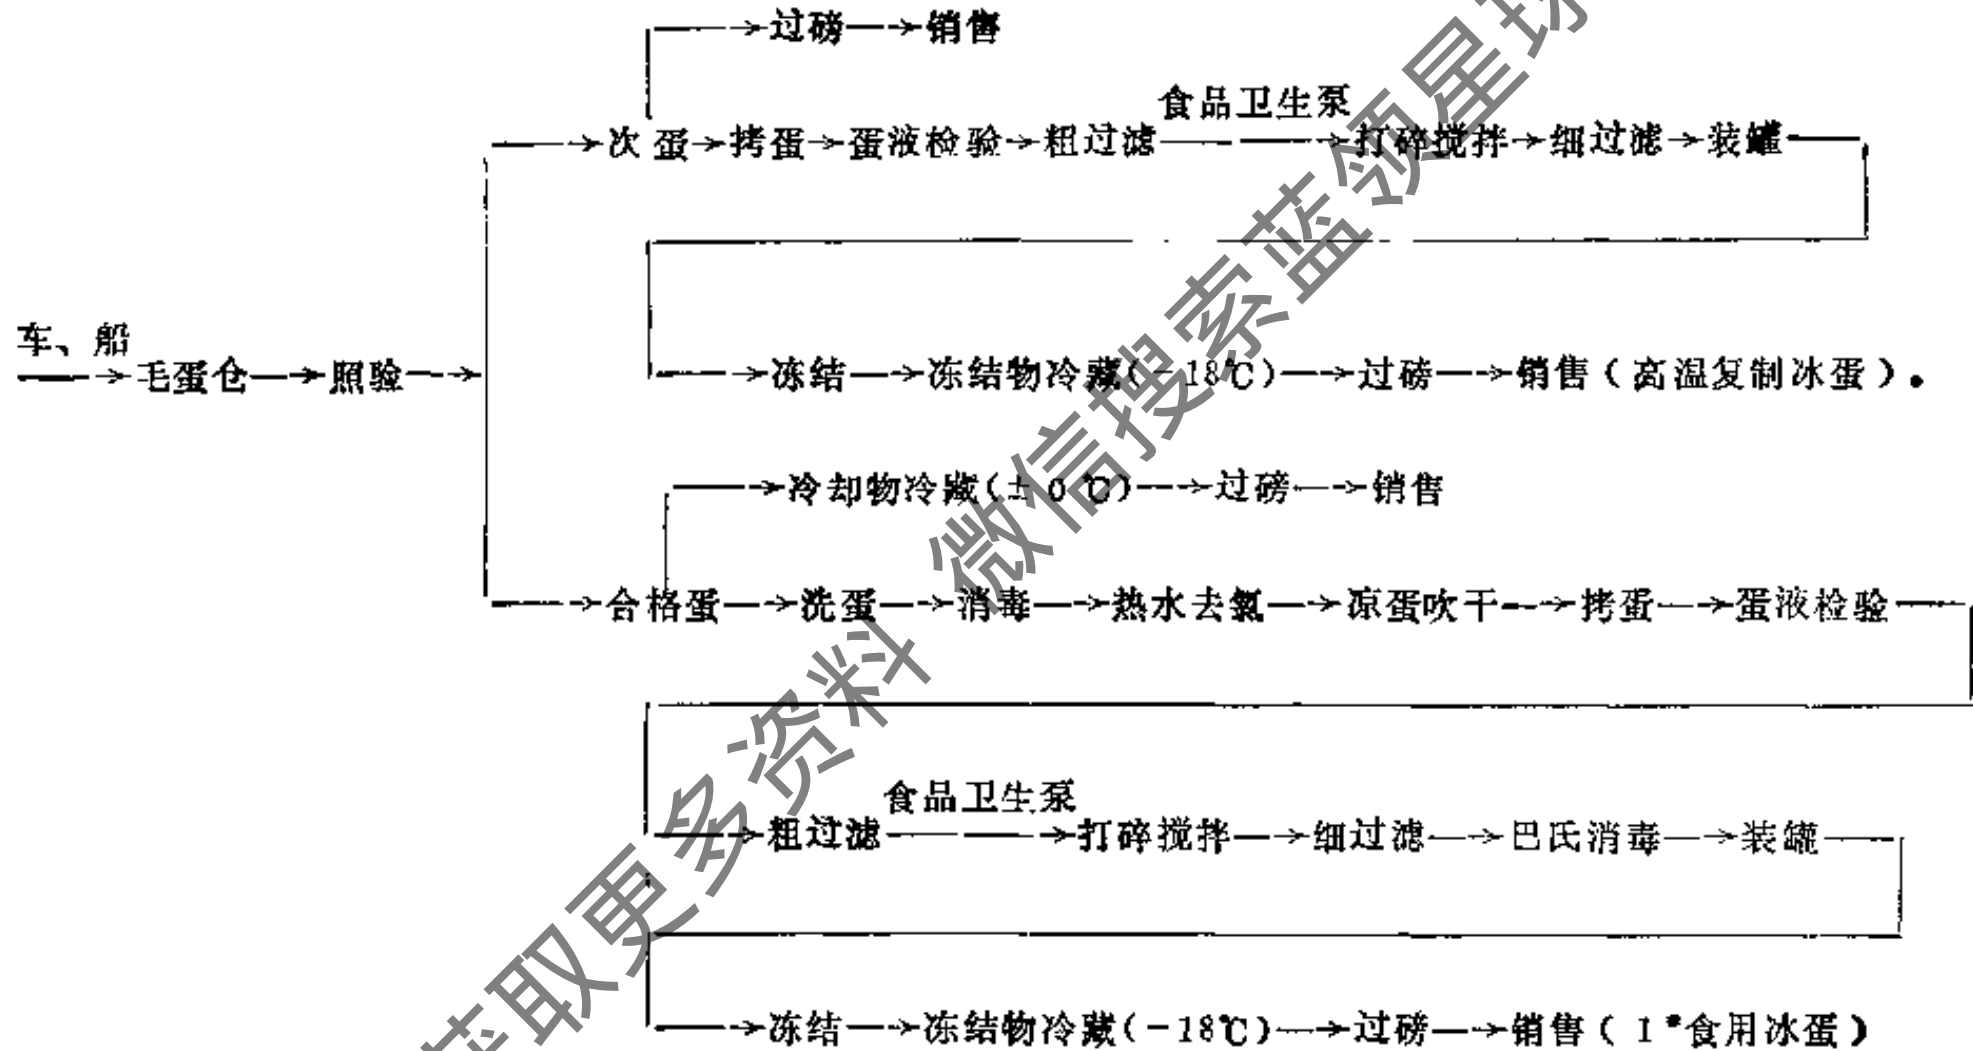 过磅 销售
食品卫生泵
次蛋 拷蛋 蛋液检验 粗过滤 打碎搅拌 细过滤 装罐
车、船
毛蛋仓 照验 冻结 冻结物冷藏(-18℃) 过磅 销售(高温复制冰蛋)。
冷却物冷藏(±0℃) 过磅 销售
合格蛋 洗蛋 消毒 热水去氯 凉蛋吹干 拷蛋 蛋液检验
食品卫生泵
粗过滤 打碎搅拌 细过滤 巴氏消毒 装罐
冻结 冻结物冷藏(-18℃) 过磅 销售(1#食用冰蛋)
获取更多资料 微信搜索蓝领星球